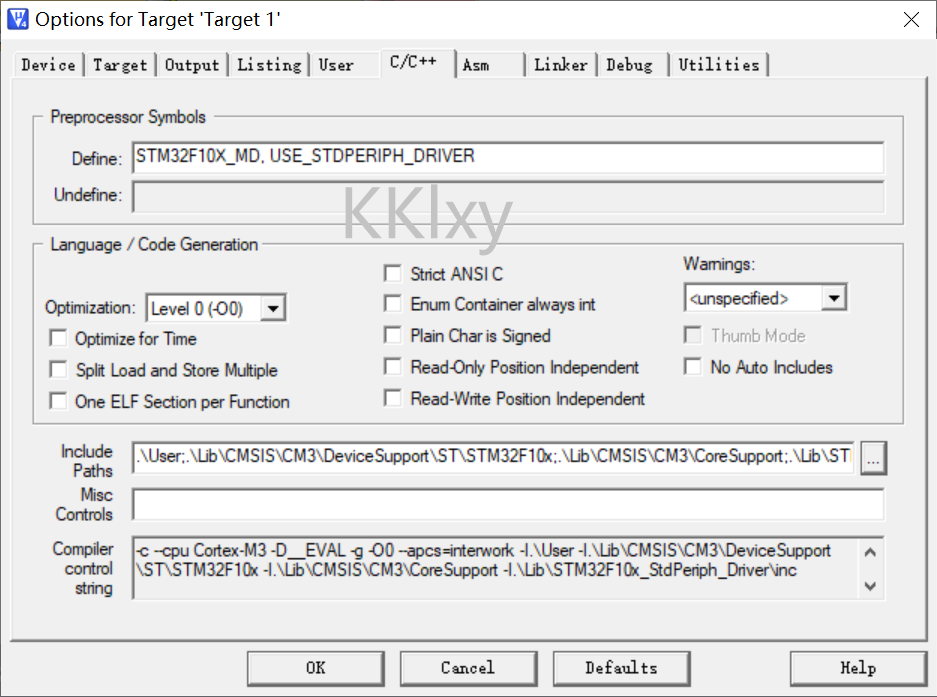 Options for Target 'Target 1'
Device Target Output Listing User C/C++ Asm Linker Debug Utilities
Preprocessor Symbols
Define: STM32F10X_MD, USE_STDPERIPH_DRIVER
Undefine:
KKlxy
Language / Code Generation
Strict ANSI C
Warnings:
Optimization: Level 0 (-O0)
Enum Container always int
<unspecified>
Optimize for Time
Plain Char is Signed
Thumb Mode
Split Load and Store Multiple
Read-Only Position Independent
No Auto Includes
One ELF Section per Function
Read-Write Position Independent
Include
Paths
.\User;.\Lib\CMSIS\CM3\DeviceSupport\ST\STM32F10x;.\Lib\CMSIS\CM3\CoreSupport;.\Lib\STI
...
Misc
Controls
Compiler
control
string
-c --cpu Cortex-M3 -D__EVAL -g -O0 --apcs=interwork -I.\User -I.\Lib\CMSIS\CM3\DeviceSupport
\ST\STM32F10x -I.\Lib\CMSIS\CM3\CoreSupport -I.\Lib\STM32F10x_StdPeriph_Driver\inc
OK Cancel Defaults Help